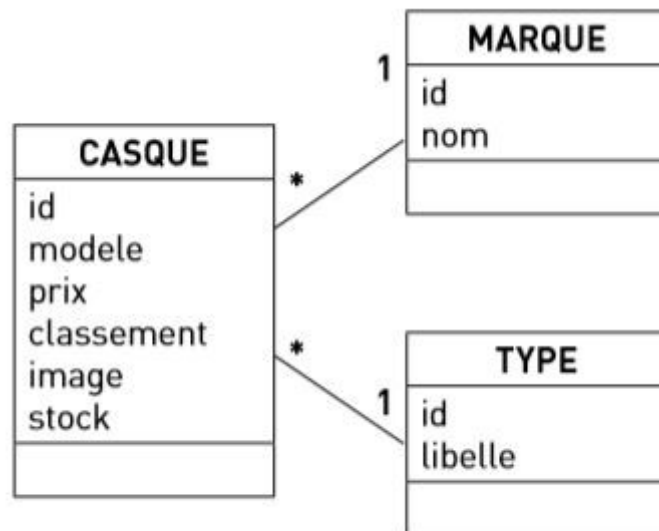 CASQUE
id
modele
prix
classement
image
stock
*
*
1
MARQUE
id
nom
1
TYPE
id
libelle